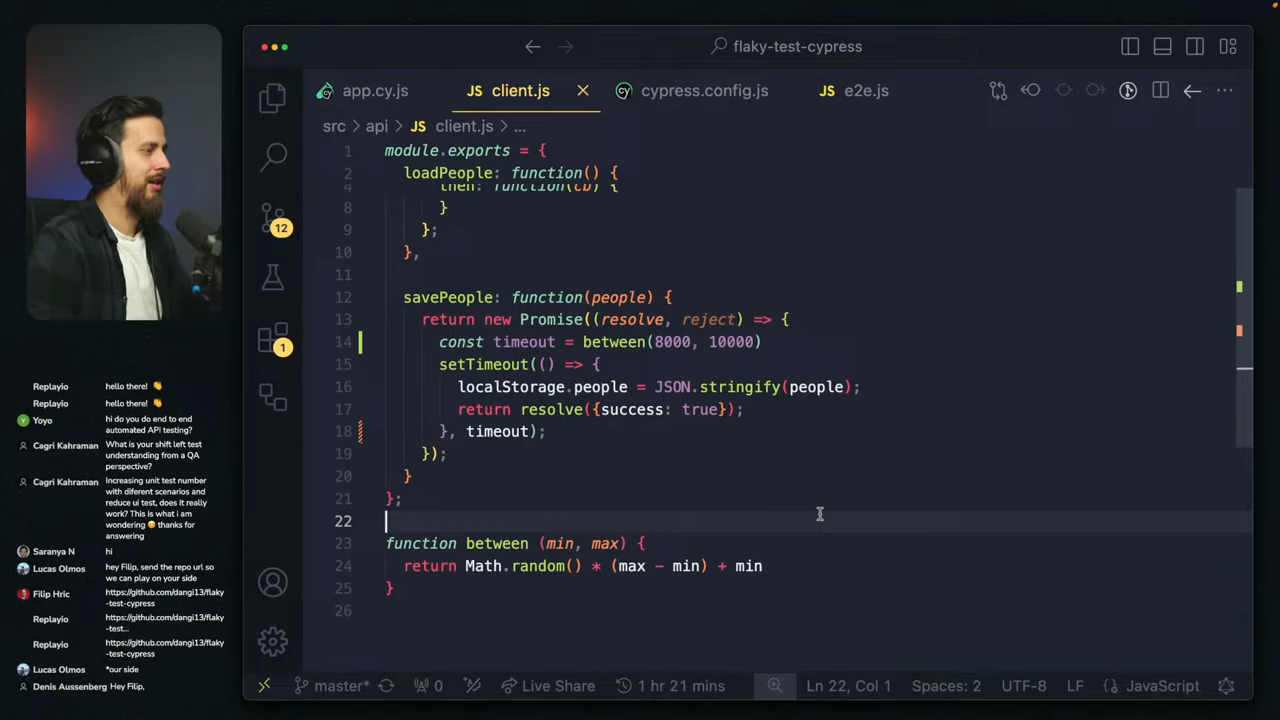 flaky-test-cypress
app.cy.js
JS client.js
cypress.config.js
JS e2e.js
src > api > JS client.js > ...
1 module.exports = {
2 loadPeople: function() {
4 then: function(cb) {
8 }
9 };
10 },
11
12 savePeople: function(people) {
13 return new Promise((resolve, reject) => {
14 const timeout = between(8000, 10000)
15 setTimeout(() => {
16 localStorage.people = JSON.stringify(people);
17 return resolve({success: true});
18 }, timeout);
19 });
20 }
21 };
22
23 function between (min, max) {
24 return Math.random() * (max - min) + min
25 }
26
12
1
Replayio hello there! 👋
Replayio hello there! 👋
Y Yoyo hi do you do end to end
automated API testing?
Cagri Kahraman What is your shift left test
understanding from a QA
perspective?
Cagri Kahraman Increasing unit test number
with diferent scenarios and
reduce ui test, does it really
work? This is what i am
wondering 😄 thanks for
answering
Saranya N hi
Lucas Olmos hey Filip, send the repo url so
we can play on your side
Filip Hric https://github.com/dangi13/flaky
-test-cypress
Replayio https://github.com/dangi13/flaky
-test...
Replayio https://github.com/dangi13/flaky
-test-cypress
Lucas Olmos *our side
Denis Aussenberg Hey Filip,
master* 0 Live Share 1 hr 21 mins Ln 22, Col 1 Spaces: 2 UTF-8 LF {} JavaScript